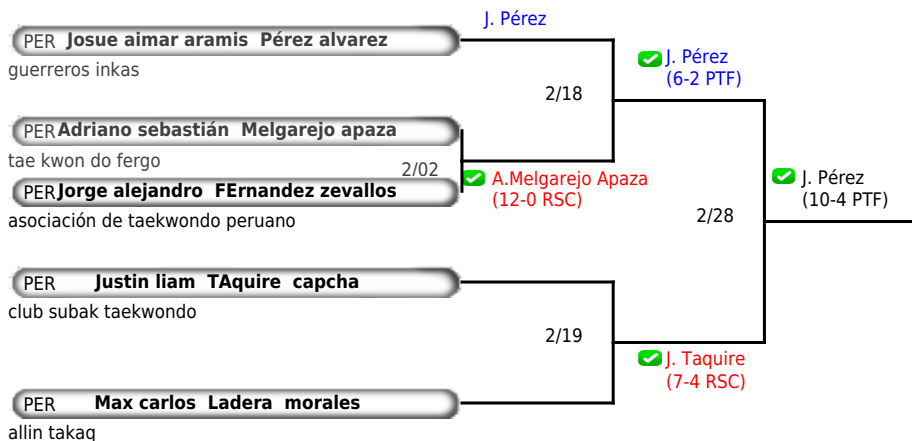 J. Pérez
PER Josue aimar aramis Pérez alvarez
guerreros inkas
J. Pérez
(6-2 PTF)
2/18
PER Adriano sebastián Melgarejo apaza
tae kwon do fergo
2/02
PER Jorge alejandro FErnandez zevallos
asociación de taekwondo peruano
A.Melgarejo Apaza
(12-0 RSC)
J. Pérez
(10-4 PTF)
2/28
PER Justin liam TAquire capcha
club subak taekwondo
2/19
J. Taquire
(7-4 RSC)
PER Max carlos Ladera morales
allin takaq